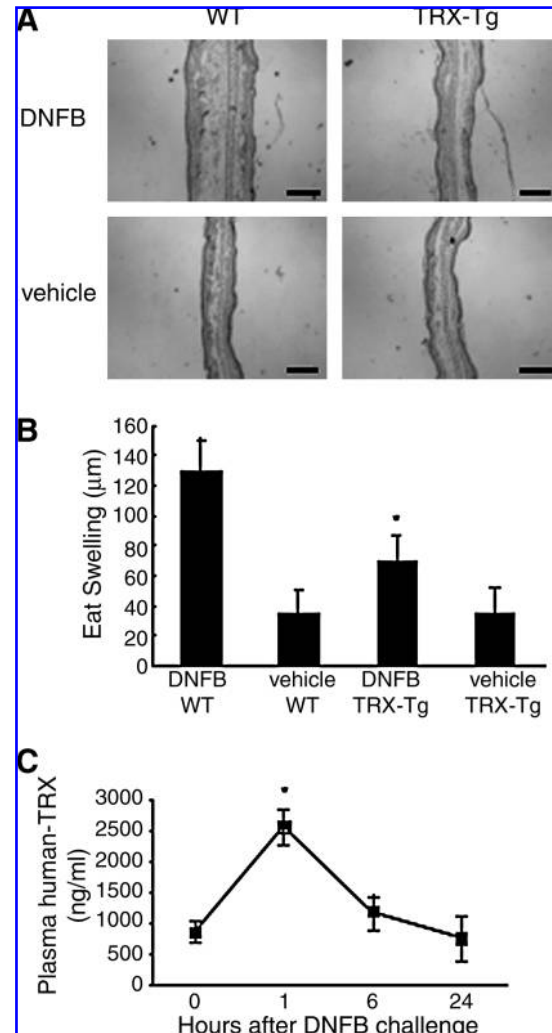 A
WT TRX-Tg
DNFB
vehicle
B
Eat Swelling (μm)
160
140
120
100
80
60
40
20
0
*
DNFB vehicle DNFB vehicle
WT WT TRX-Tg TRX-Tg
C
Plasma human-TRX
(ng/ml)
3000
2500
2000
1500
1000
500
0
*
0 1 6 24
Hours after DNFB challenge